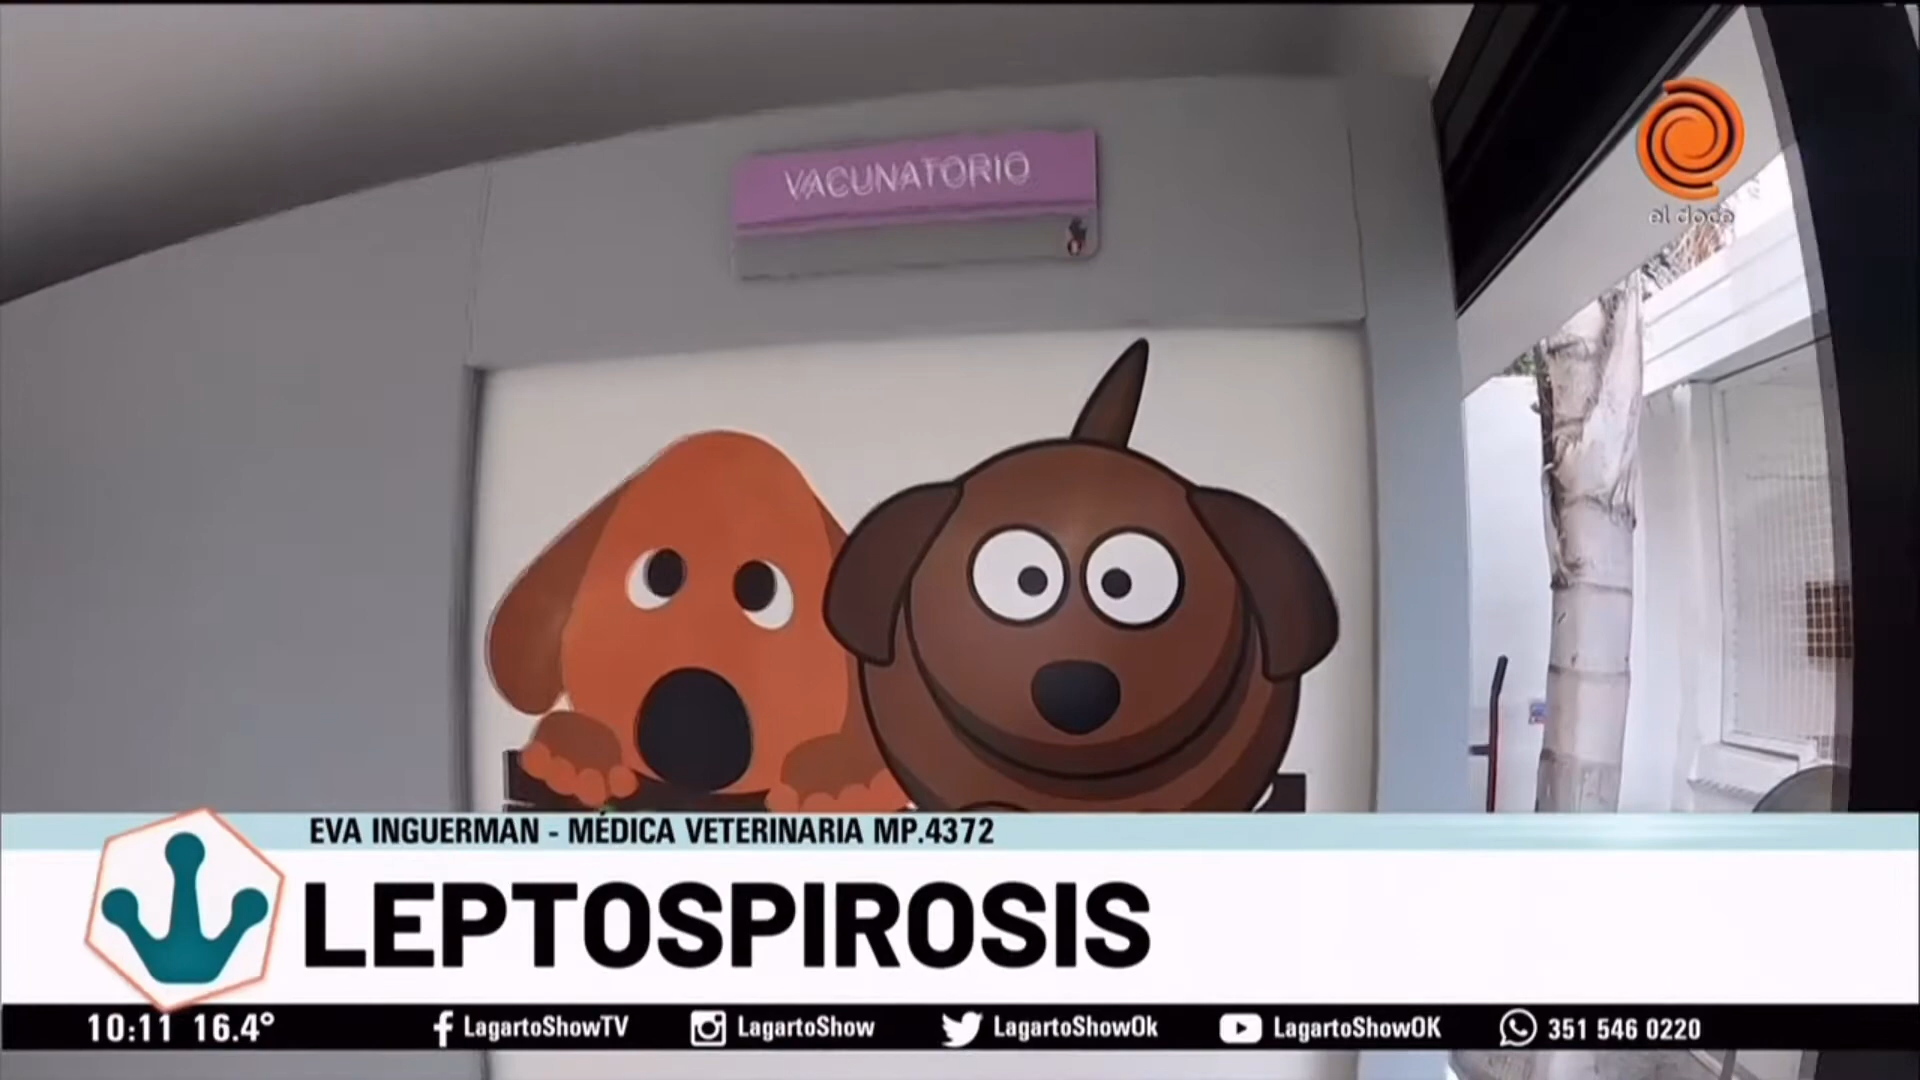 VACUNATORIO
el doce
EVA INGUERMAN - MÉDICA VETERINARIA MP.4372
LEPTOSPIROSIS
10:11 16.4° LagartoShowTV LagartoShow LagartoShowOk LagartoShowOK 351 546 0220